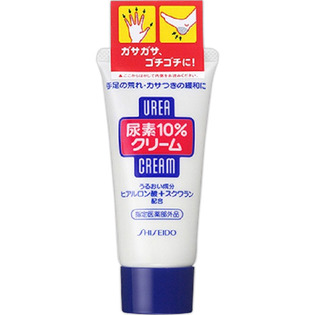 ガサガサ、
ゴチゴチに!
手足の荒れ・カサつきの緩和に
UREA
尿素10%
クリーム
CREAM
うるおい成分
ヒアルロン酸+スクワラン
配合
指定医薬部外品
SHISEIDO